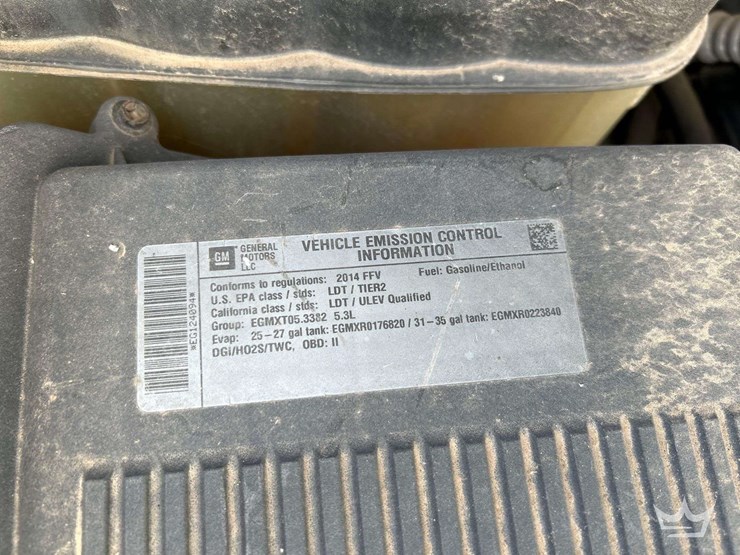 GM GENERAL MOTORS LLC
VEHICLE EMISSION CONTROL INFORMATION
Conforms to regulations: 2014 FFV Fuel: Gasoline/Ethanol
U.S. EPA class / stds: LDT / TIER2
California class / stds: LDT / ULEV Qualified
Group: EGMXT05.3382 5.3L
Evap: 25-27 gal tank: EGMXR0176820 / 31-35 gal tank: EGMXR0223840
DGI/HO2S/TWC, OBD: II
*EG124094*